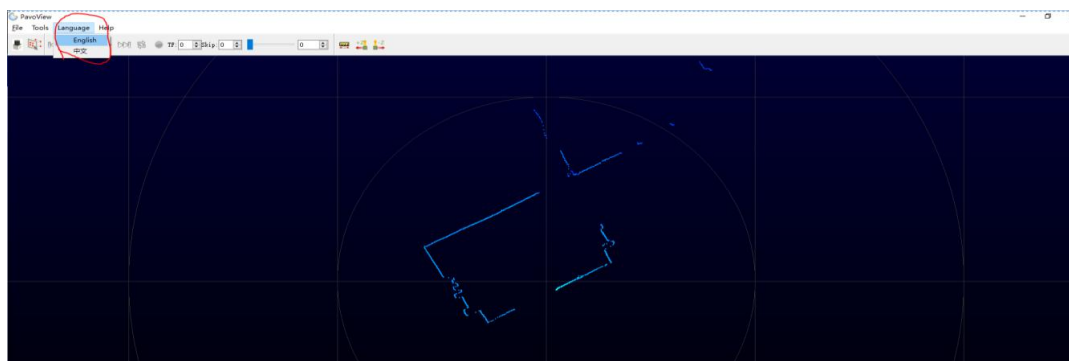 PavoView
File Tools Language Help
English
中文
TF: 0 Skip 0 0